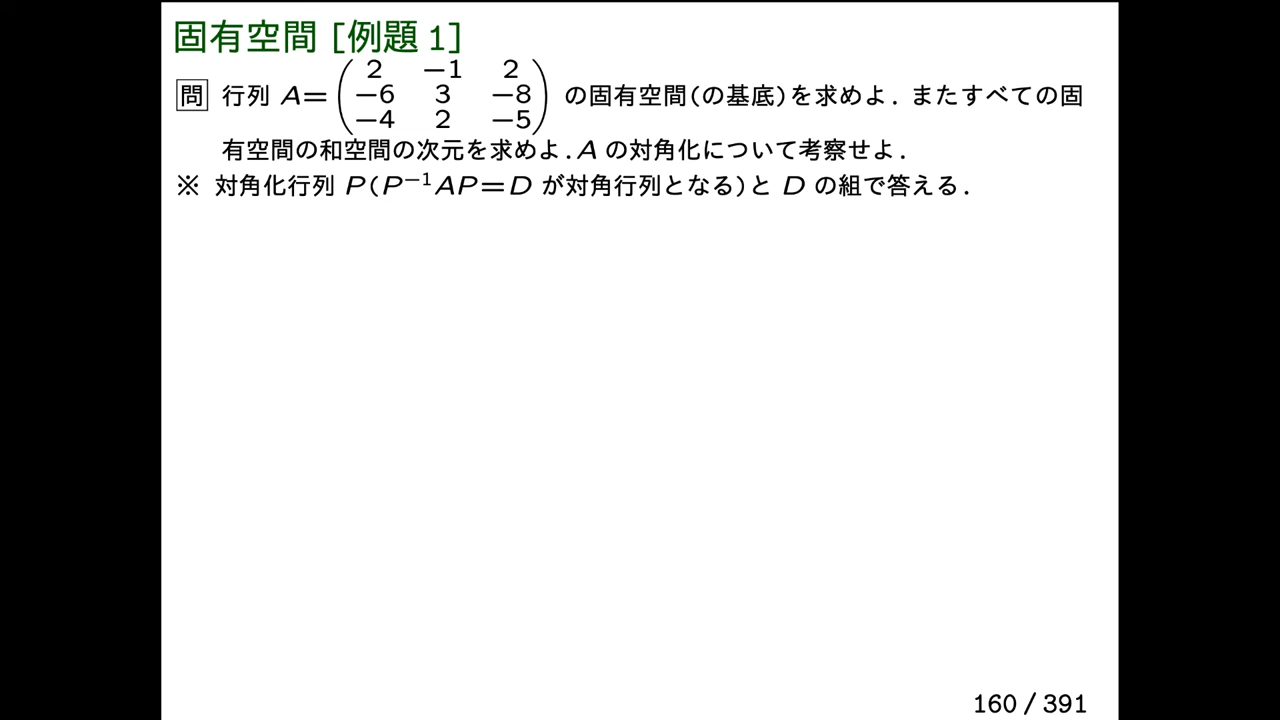 固有空間 [例題 1]
問 行列 A=(2 −1 2
−6 3 −8
−4 2 −5) の固有空間(の基底)を求めよ. またすべての固
有空間の和空間の次元を求めよ.A の対角化について考察せよ.
※ 対角化行列 P(P⁻¹AP=D が対角行列となる)と D の組で答える.
160 / 391